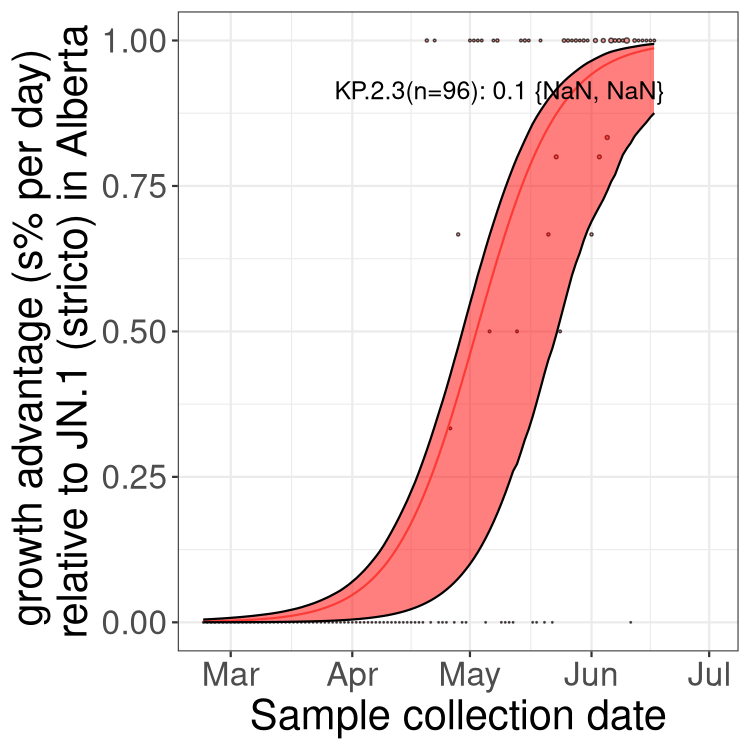 growth advantage (s% per day)
relative to JN.1 (stricto) in Alberta
1.00
0.75
0.50
0.25
0.00
KP.2.3(n=96): 0.1 {NaN, NaN}
Mar Apr May Jun Jul
Sample collection date